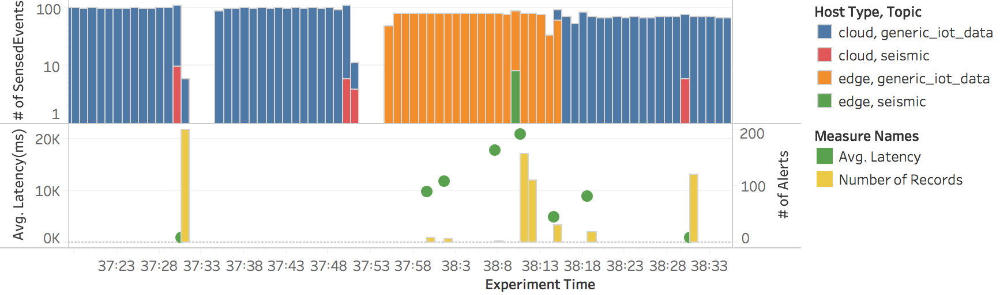 # of SensedEvents
100
10
1
Avg. Latency(ms)
20K
10K
0K
200
100
0
# of Alerts
37:23 37:28 37:33 37:38 37:43 37:48 37:53 37:58 38:3 38:8 38:13 38:18 38:23 38:28 38:33
Experiment Time
Host Type, Topic
cloud, generic_iot_data
cloud, seismic
edge, generic_iot_data
edge, seismic
Measure Names
Avg. Latency
Number of Records